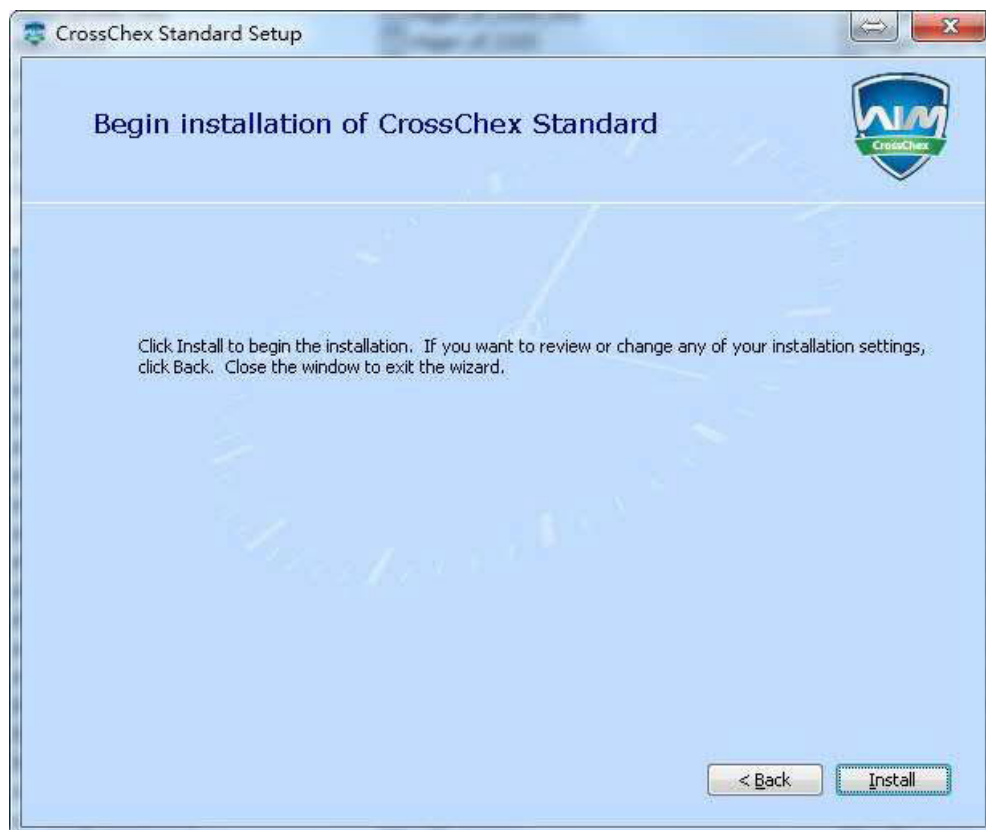 CrossChex Standard Setup
Begin installation of CrossChex Standard
AIM
CrossChex
Click Install to begin the installation.  If you want to review or change any of your installation settings,
click Back.  Close the window to exit the wizard.
< Back
Install